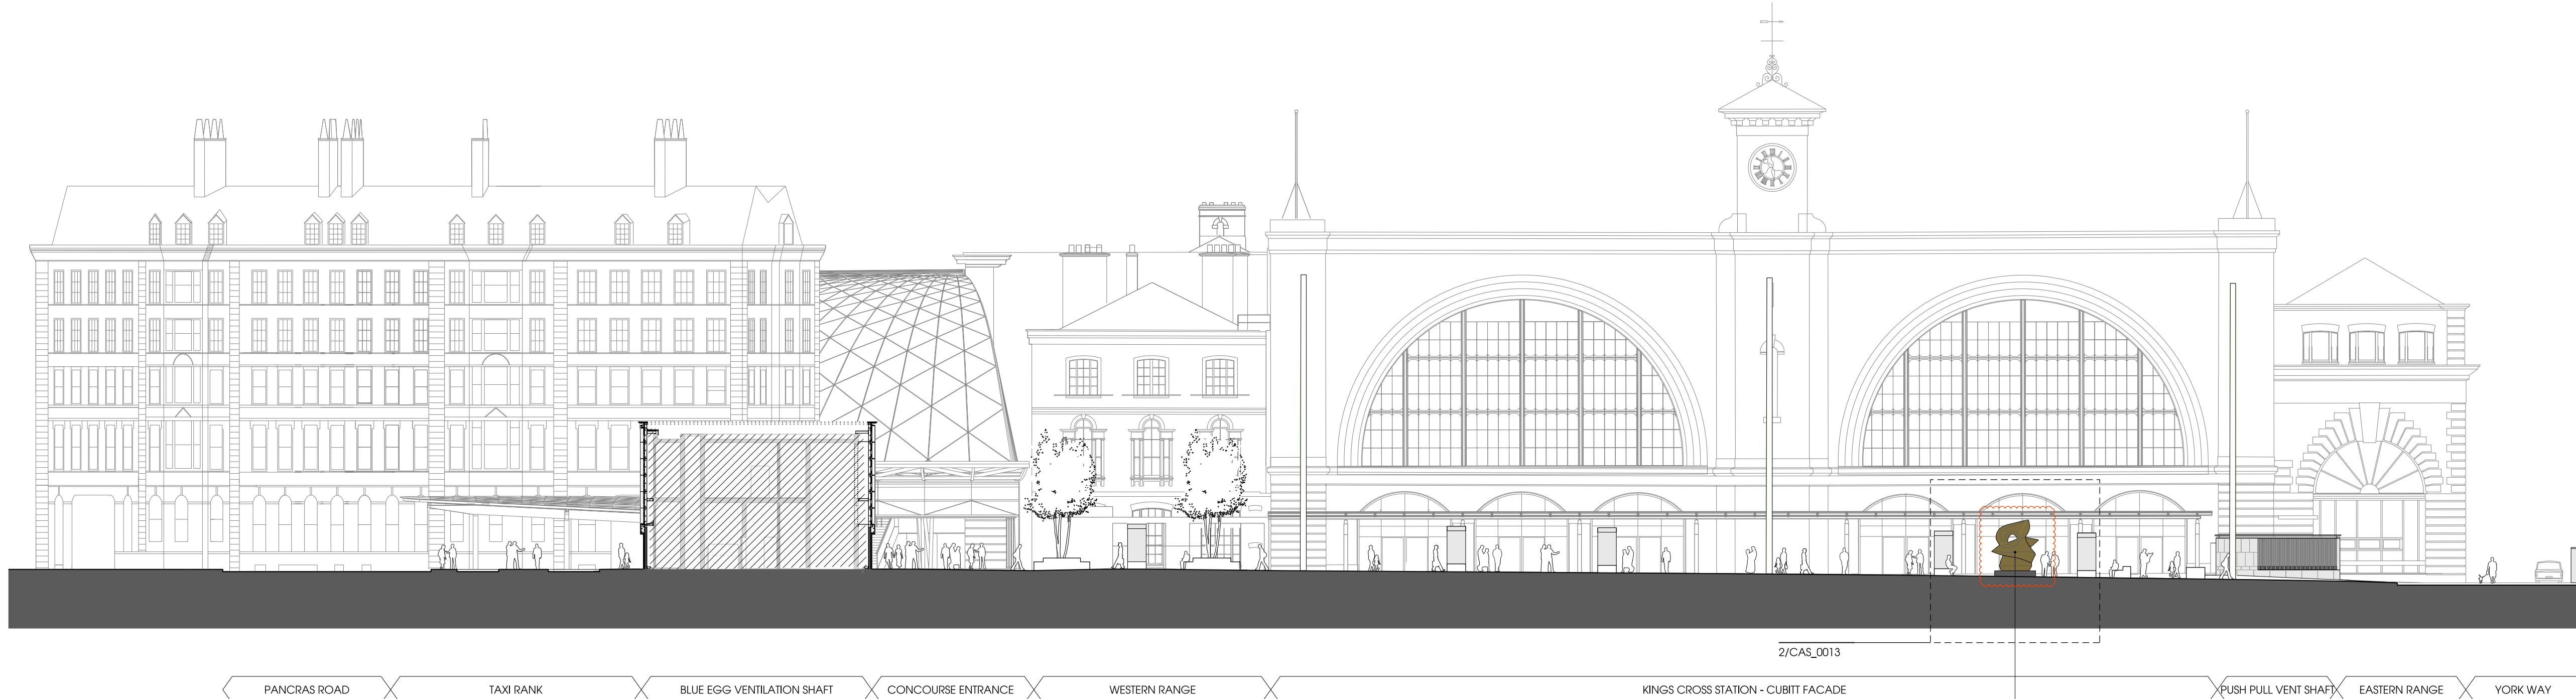 2/CAS_0013
PANCRAS ROAD
TAXI RANK
BLUE EGG VENTILATION SHAFT
CONCOURSE ENTRANCE
WESTERN RANGE
KINGS CROSS STATION - CUBITT FACADE
PUSH PULL VENT SHAFT
EASTERN RANGE
YORK WAY